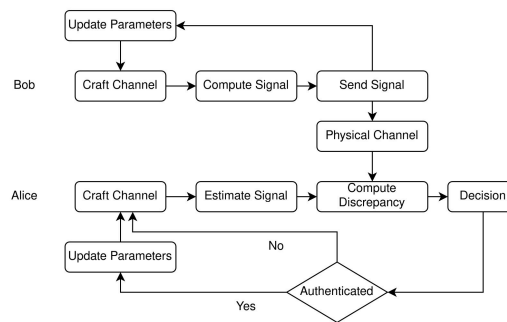 Update Parameters
Bob
Craft Channel
Compute Signal
Send Signal
Physical Channel
Alice
Craft Channel
Estimate Signal
Compute
Discrepancy
Decision
No
Update Parameters
Authenticated
Yes